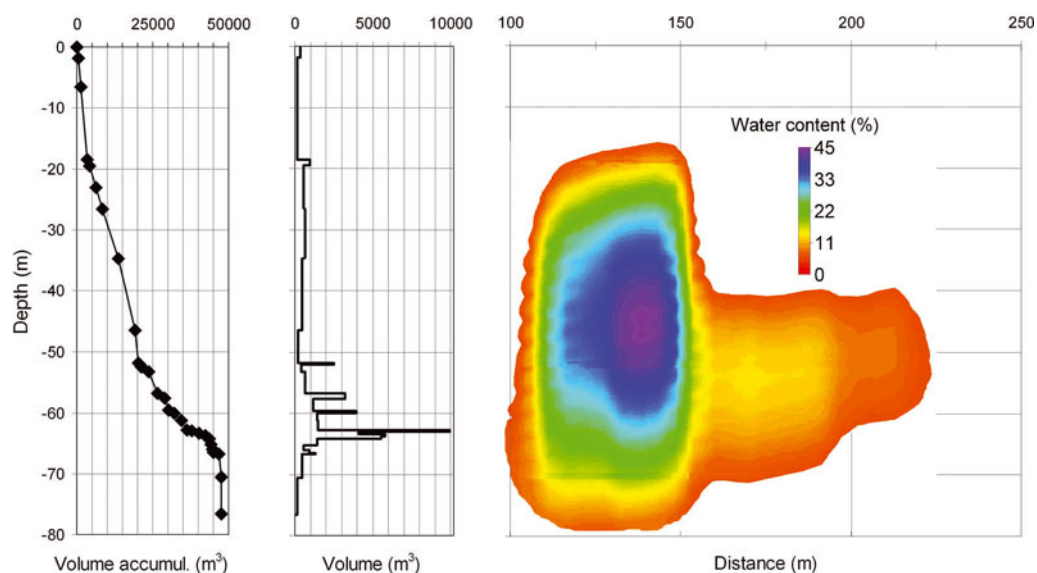 0 25000 50000
0 5000 10000
100 150 200 250
0
-10
-20
-30
-40
-50
-60
-70
-80
Depth (m)
Water content (%)
45
33
22
11
0
Volume accumul. (m³)
Volume (m³)
Distance (m)